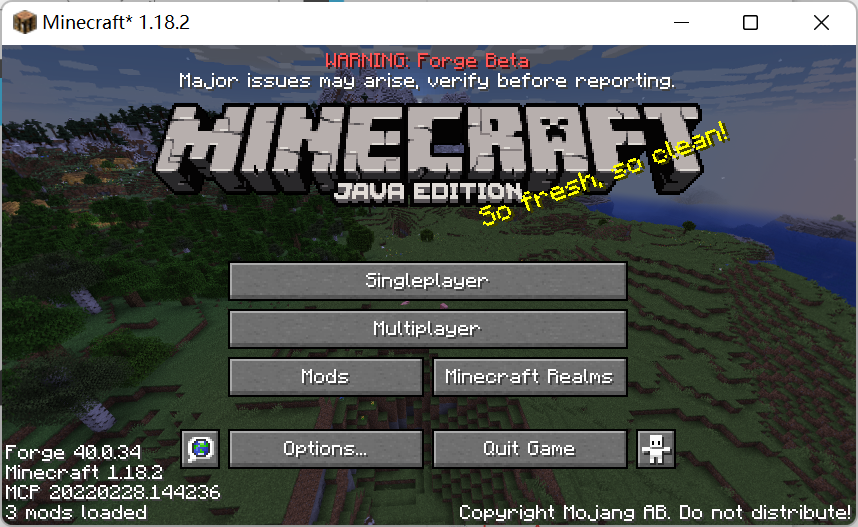 Minecraft* 1.18.2
WARNING: Forge Beta
Major issues may arise, verify before reporting.
MINECRAFT
JAVA EDITION
So fresh, so clean!
Singleplayer
Multiplayer
Mods
Minecraft Realms
Options...
Quit Game
Forge 40.0.34
Minecraft 1.18.2
MCP 20220228.144236
3 mods loaded
Copyright Mojang AB. Do not distribute!